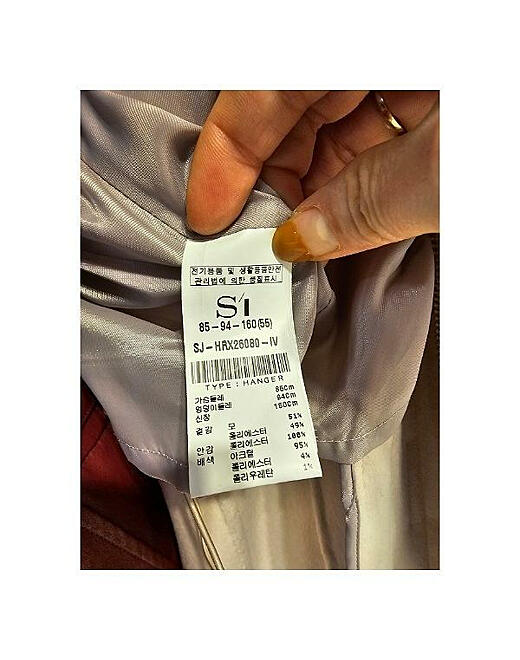 전기용품 및 생활용품안전
관리법에 의한 품질표시
S/1
85-94-160(55)
SJ-HRX26080-IV
TYPE : HANGER
가슴둘레 85cm
엉덩이둘레 94cm
신장 160cm
겉감 모 51%
폴리에스터 49%
안감 폴리에스터 100%
배색 아크릴 95%
폴리에스터 4%
폴리우레탄 1%